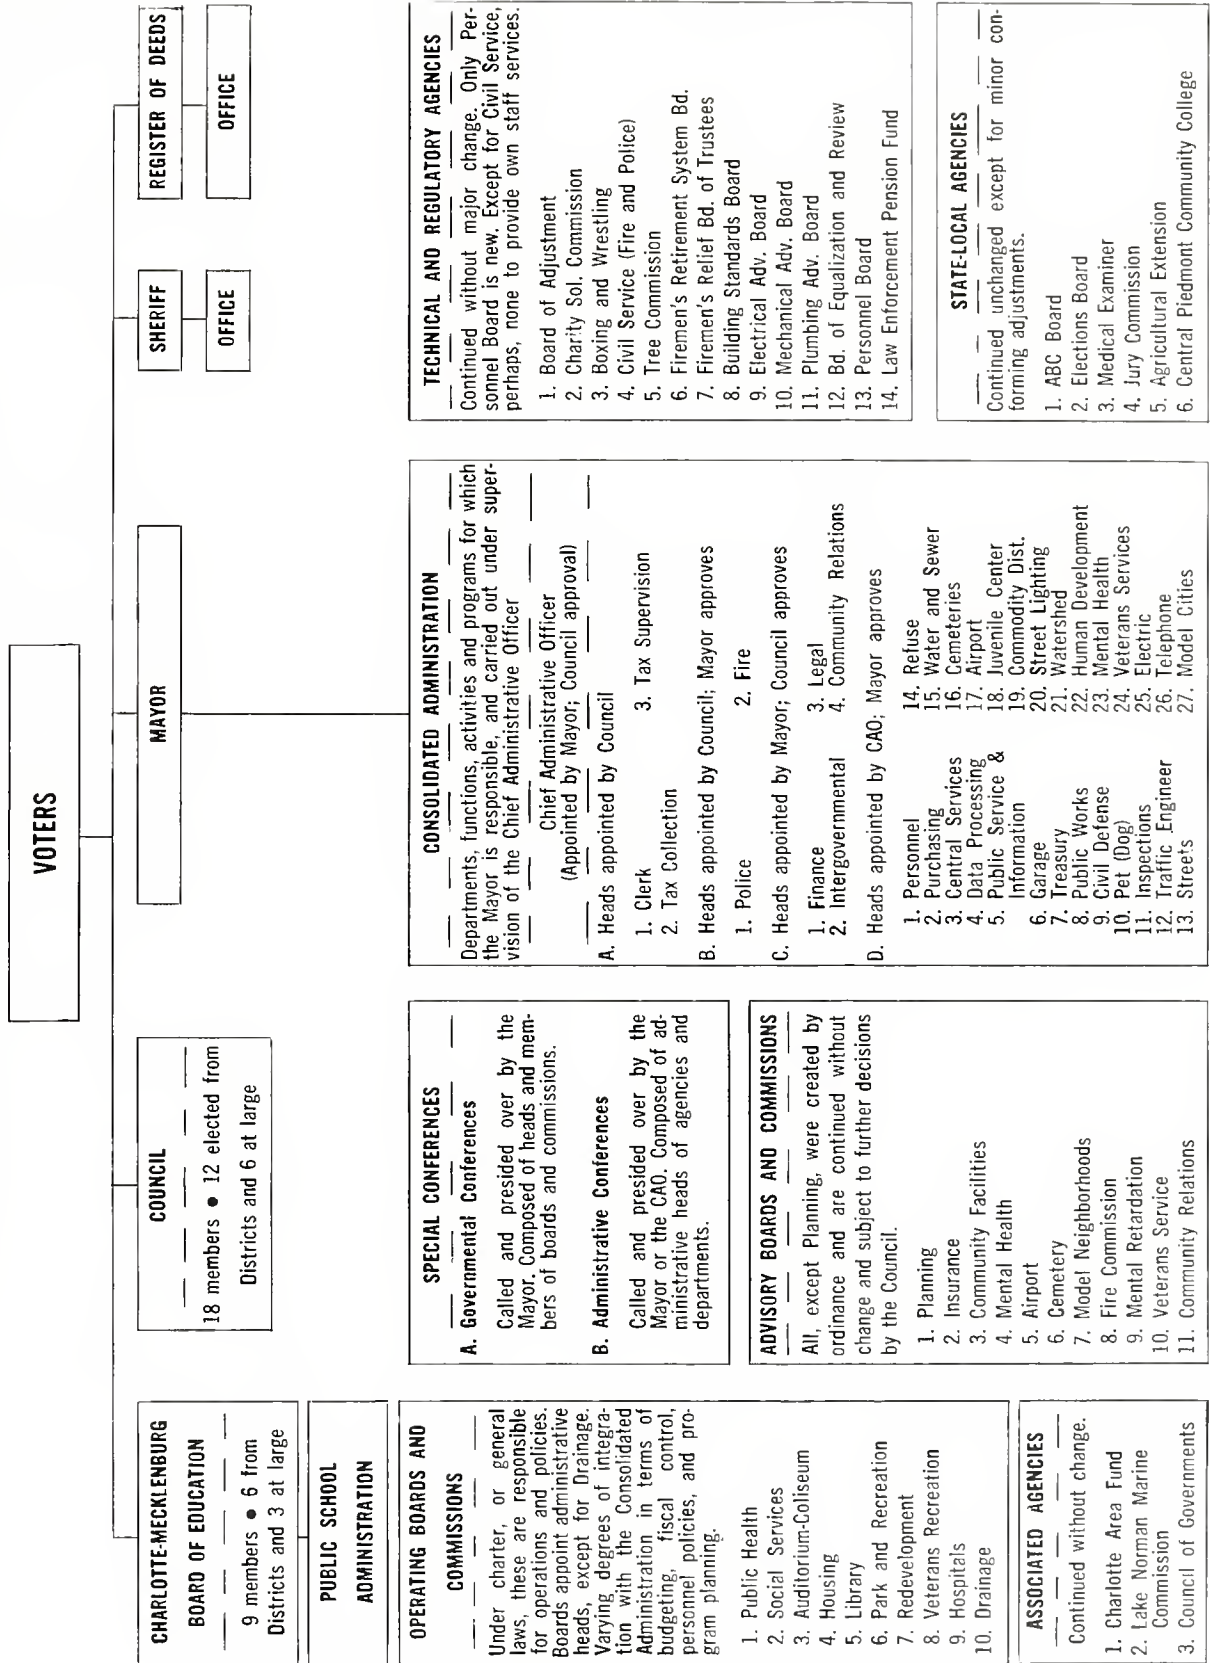 VOTERS
CHARLOTTE-MECKLENBURG
BOARD OF EDUCATION
9 members ● 6 from
Districts and 3 at large
PUBLIC SCHOOL
ADMINISTRATION
COUNCIL
18 members ● 12 elected from
Districts and 6 at large
MAYOR
SHERIFF
OFFICE
REGISTER OF DEEDS
OFFICE
OPERATING BOARDS AND
COMMISSIONS
Under charter, or general
laws, these are responsible
for operations and policies.
Boards appoint administrative
heads, except for Drainage.
Varying degrees of integra-
tion with the Consolidated
Administration in terms of
budgeting, fiscal control,
personnel policies, and pro-
gram planning.
1. Public Health
2. Social Services
3. Auditorium-Coliseum
4. Housing
5. Library
6. Park and Recreation
7. Redevelopment
8. Veterans Recreation
9. Hospitals
10. Drainage
ASSOCIATED AGENCIES
Continued without change.
1. Charlotte Area Fund
2. Lake Norman Marine
Commission
3. Council of Governments
SPECIAL CONFERENCES
A. Governmental Conferences
Called and presided over by the
Mayor. Composed of heads and mem-
bers of boards and commissions.
B. Administrative Conferences
Called and presided over by the
Mayor or the CAO. Composed of ad-
ministrative heads of agencies and
departments.
ADVISORY BOARDS AND COMMISSIONS
All, except Planning, were created by
ordinance and are continued without
change and subject to further decisions
by the Council.
1. Planning
2. Insurance
3. Community Facilities
4. Mental Health
5. Airport
6. Cemetery
7. Model Neighborhoods
8. Fire Commission
9. Mental Retardation
10. Veterans Service
11. Community Relations
CONSOLIDATED ADMINISTRATION
Departments, functions, activities and programs for which
the Mayor is responsible, and carried out under super-
vision of the Chief Administrative Officer
Chief Administrative Officer
(Appointed by Mayor; Council approval)
A. Heads appointed by Council
1. Clerk 3. Tax Supervision
2. Tax Collection
B. Heads appointed by Council; Mayor approves
1. Police 2. Fire
C. Heads appointed by Mayor; Council approves
1. Finance 3. Legal
2. Intergovernmental 4. Community Relations
D. Heads appointed by CAO; Mayor approves
1. Personnel
2. Purchasing
3. Central Services
4. Data Processing
5. Public Service &
Information
6. Garage
7. Treasury
8. Public Works
9. Civil Defense
10. Pet (Dog)
11. Inspections
12. Traffic Engineer
13. Streets
14. Refuse
15. Water and Sewer
16. Cemeteries
17. Airport
18. Juvenile Center
19. Commodity Dist.
20. Street Lighting
21. Watershed
22. Human Development
23. Mental Health
24. Veterans Services
25. Electric
26. Telephone
27. Model Cities
TECHNICAL AND REGULATORY AGENCIES
Continued without major change. Only Per-
sonnel Board is new. Except for Civil Service,
perhaps, none to provide own staff services.
1. Board of Adjustment
2. Charity Sol. Commission
3. Boxing and Wrestling
4. Civil Service (Fire and Police)
5. Tree Commission
6. Firemen's Retirement System Bd.
7. Firemen's Relief Bd. of Trustees
8. Building Standards Board
9. Electrical Adv. Board
10. Mechanical Adv. Board
11. Plumbing Adv. Board
12. Bd. of Equalization and Review
13. Personnel Board
14. Law Enforcement Pension Fund
STATE-LOCAL AGENCIES
Continued unchanged except for minor con-
forming adjustments.
1. ABC Board
2. Elections Board
3. Medical Examiner
4. Jury Commission
5. Agricultural Extension
6. Central Piedmont Community College